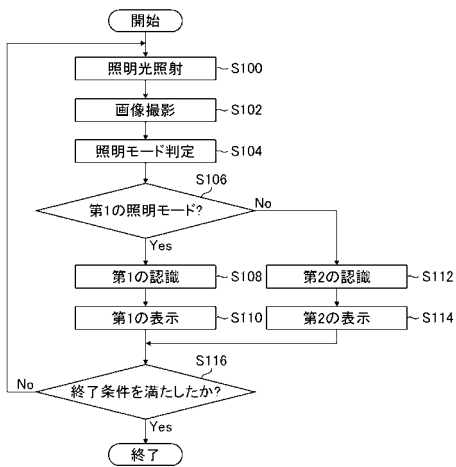 開始
照明光照射 S100
画像撮影 S102
照明モード判定 S104
S106
第1の照明モード?
No
Yes
第1の認識 S108
第2の認識 S112
第1の表示 S110
第2の表示 S114
S116
終了条件を満たしたか?
No
Yes
終了